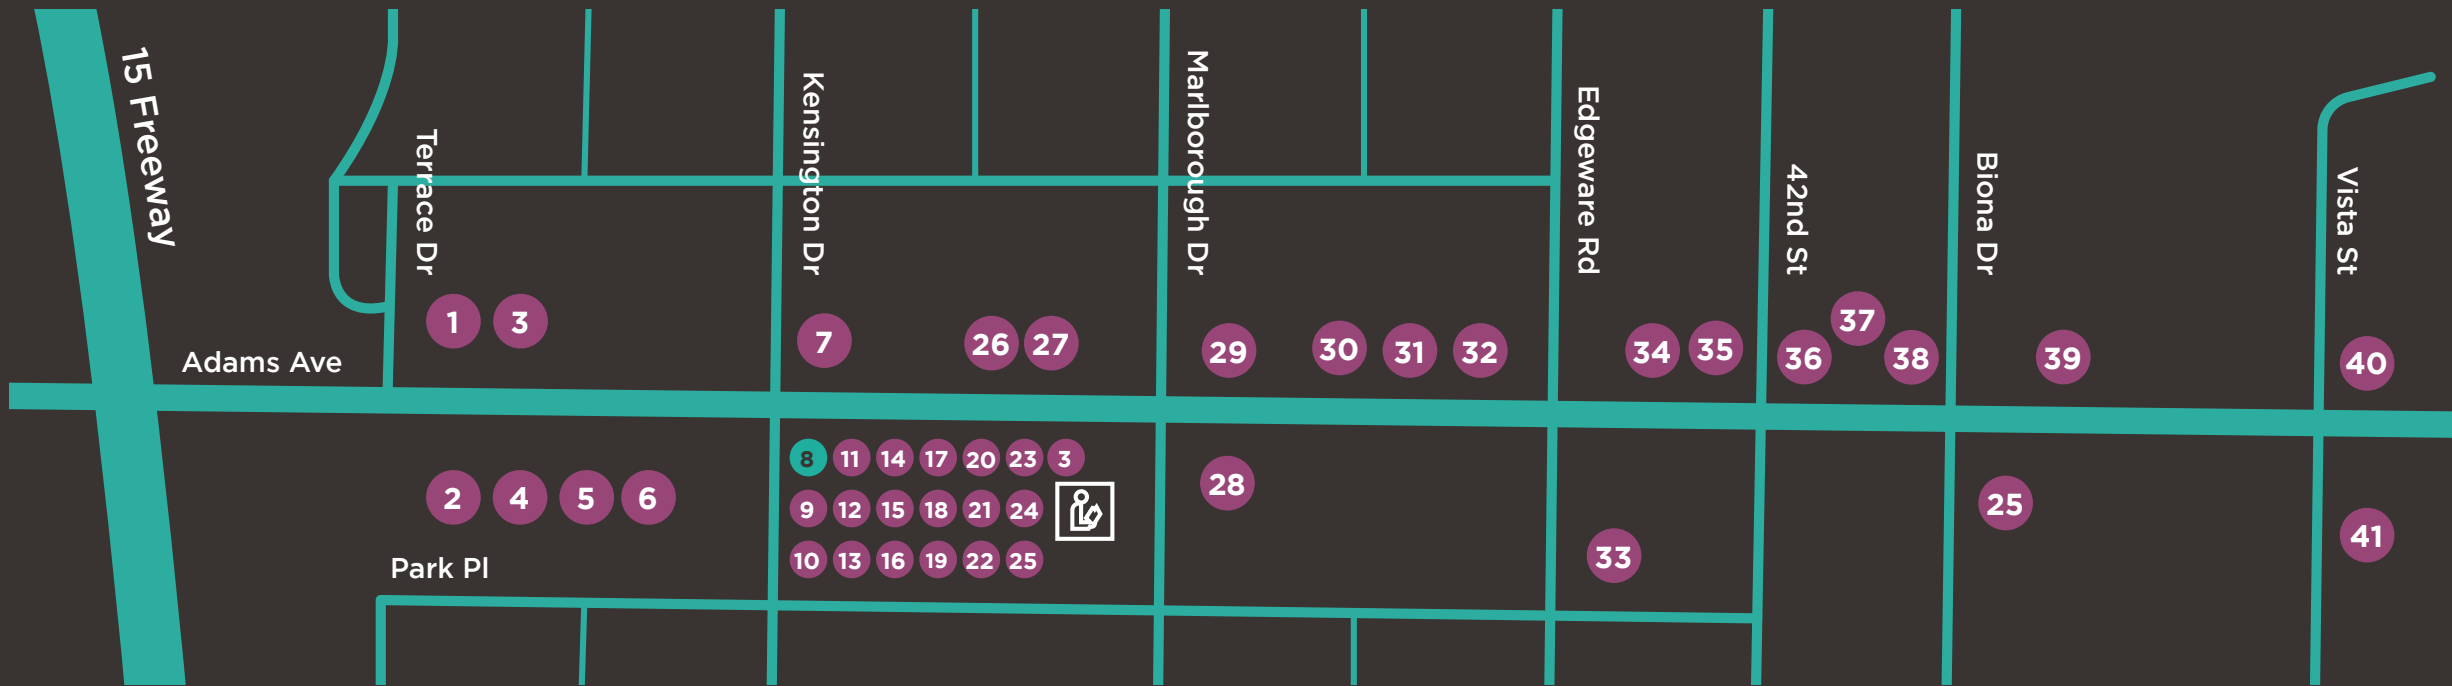 15 Freeway
Terrace Dr
Kensington Dr
Marlborough Dr
Edgeware Rd
42nd St
Biona Dr
Vista St
Adams Ave
1 3
7
26 27
29
30 31 32
34 35
36
37
38
39
40
8 11 14 17 20 23 3
9 12 15 18 21 24
10 13 16 19 22 25
2 4 5 6
28
33
25
41
Park Pl